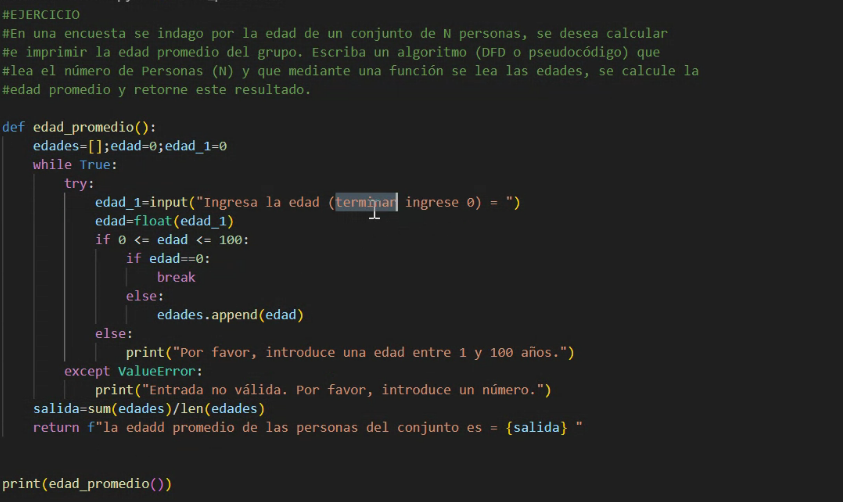 #EJERCICIO
#En una encuesta se indago por la edad de un conjunto de N personas, se desea calcular
#e imprimir la edad promedio del grupo. Escriba un algoritmo (DFD o pseudocódigo) que
#lea el número de Personas (N) y que mediante una función se lea las edades, se calcule la
#edad promedio y retorne este resultado.

def edad_promedio():
    edades=[];edad=0;edad_1=0
    while True:
        try:
            edad_1=input("Ingresa la edad (terminar ingrese 0) = ")
            edad=float(edad_1)
            if 0 <= edad <= 100:
                if edad==0:
                    break
                else:
                    edades.append(edad)
            else:
                print("Por favor, introduce una edad entre 1 y 100 años.")
        except ValueError:
            print("Entrada no válida. Por favor, introduce un número.")
    salida=sum(edades)/len(edades)
    return f"la edadd promedio de las personas del conjunto es = {salida} "

print(edad_promedio())